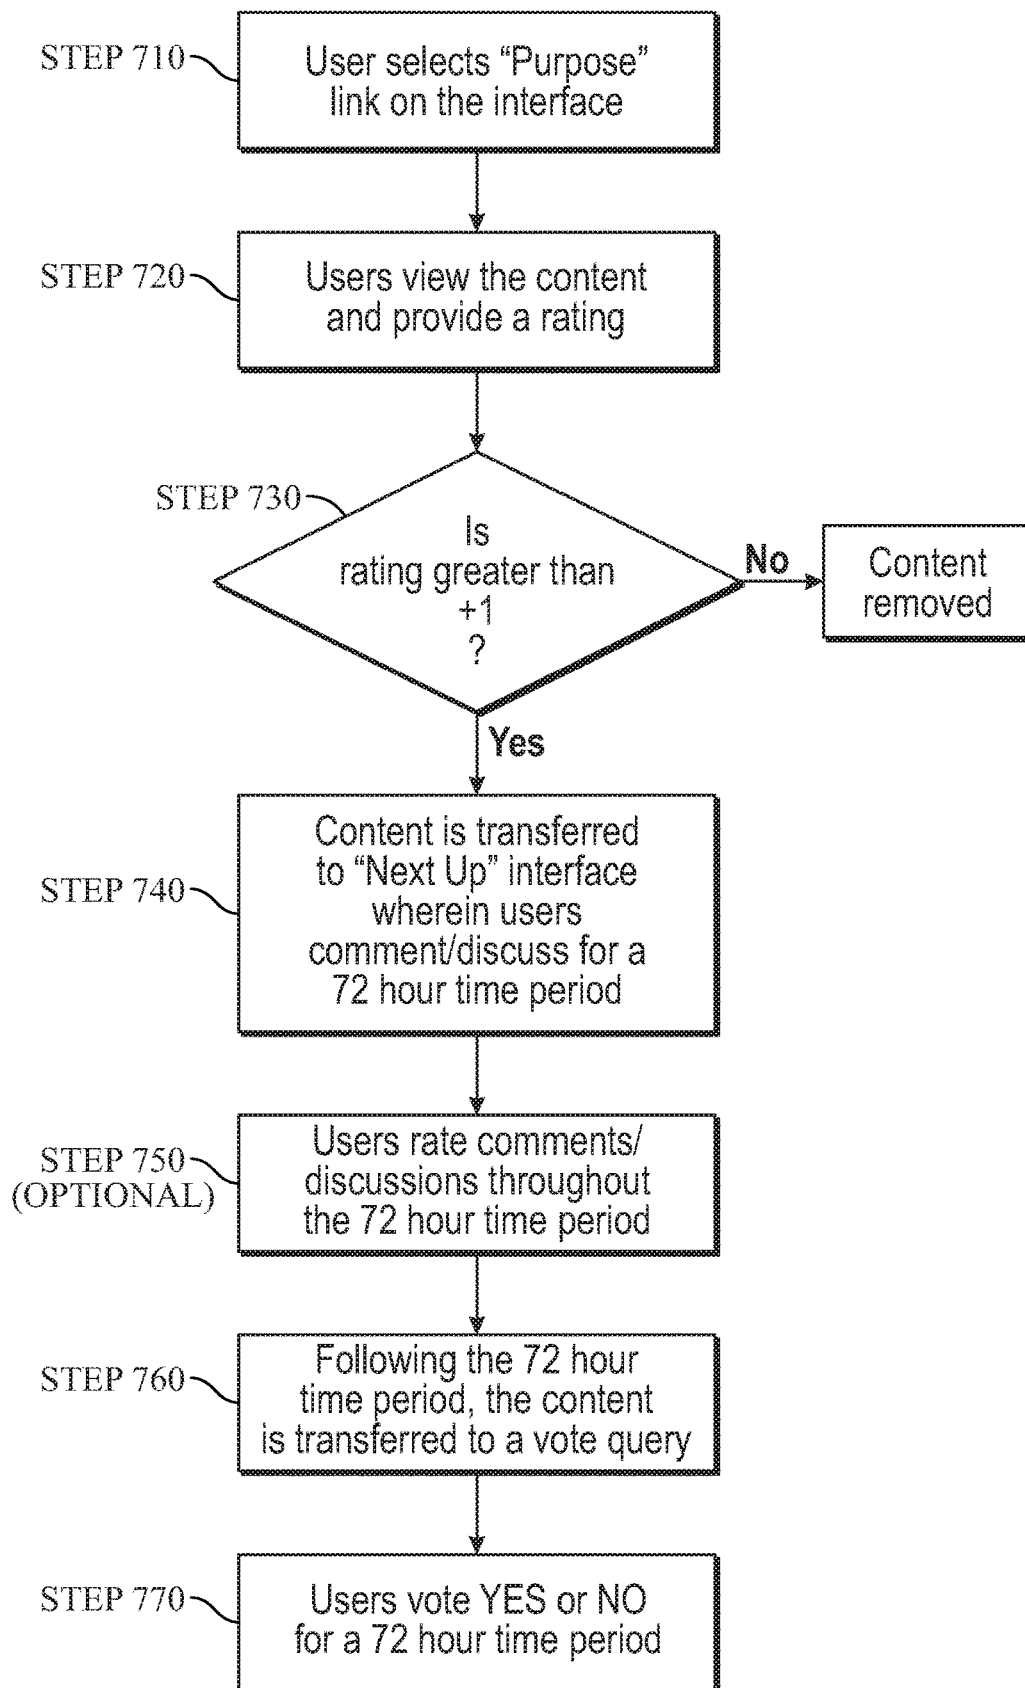 STEP 710
User selects “Purpose”
link on the interface
STEP 720
Users view the content
and provide a rating
STEP 730
Is
rating greater than
+1
?
No
Content
removed
Yes
STEP 740
Content is transferred
to “Next Up” interface
wherein users
comment/discuss for a
72 hour time period
STEP 750
(OPTIONAL)
Users rate comments/
discussions throughout
the 72 hour time period
STEP 760
Following the 72 hour
time period, the content
is transferred to a vote query
STEP 770
Users vote YES or NO
for a 72 hour time period